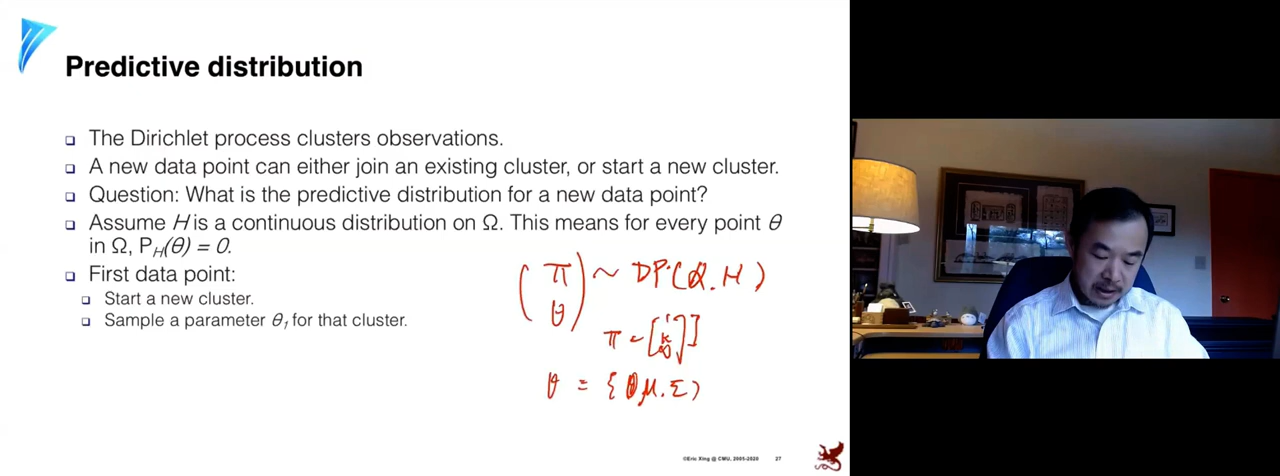 Predictive distribution
The Dirichlet process clusters observations.
A new data point can either join an existing cluster, or start a new cluster.
Question: What is the predictive distribution for a new data point?
Assume H is a continuous distribution on Ω. This means for every point θ
in Ω, P_H(θ) = 0.
First data point:
Start a new cluster.
Sample a parameter θ₁ for that cluster.
( π θ ) ~ DP(α, H)
θ = { μ, Σ }
©Eric Xing @ CMU, 2005-2020
27